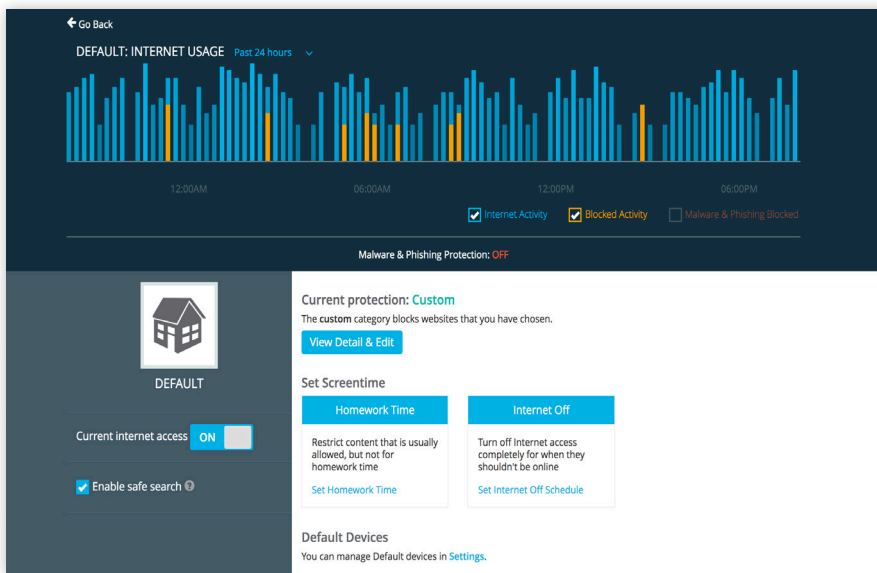 Go Back
DEFAULT: INTERNET USAGE Past 24 hours
12:00AM 06:00AM 12:00PM 06:00PM
Internet Activity Blocked Activity Malware & Phishing Blocked
Malware & Phishing Protection: OFF
DEFAULT
Current internet access ON
Enable safe search ?
Current protection: Custom
The custom category blocks websites that you have chosen.
View Detail & Edit
Set Screentime
Homework Time
Restrict content that is usually
allowed, but not for
homework time
Set Homework Time
Internet Off
Turn off Internet access
completely for when they
shouldn't be online
Set Internet Off Schedule
Default Devices
You can manage Default devices in Settings.